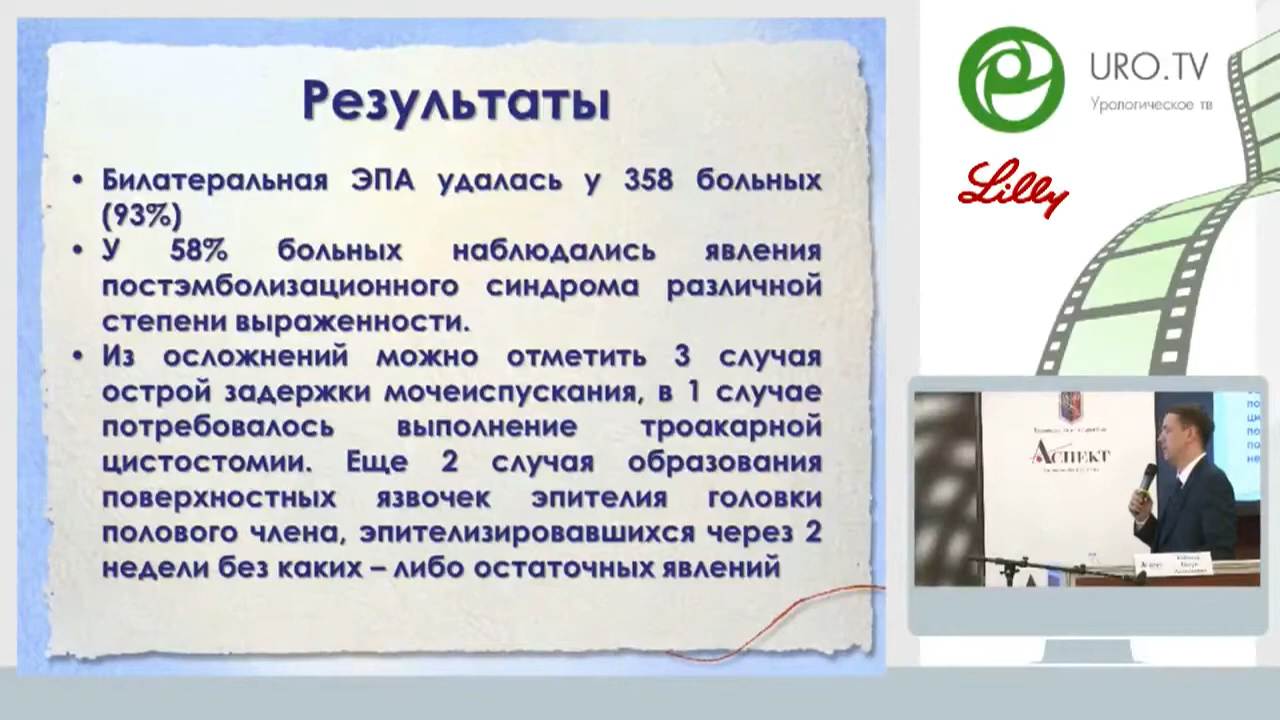 Результаты
• Билатеральная ЭПА удалась у 358 больных
(93%)
• У 58% больных наблюдались явления
постэмболизационного синдрома различной
степени выраженности.
• Из осложнений можно отметить 3 случая
острой задержки мочеиспускания, в 1 случае
потребовалось выполнение троакарной
цистостомии. Еще 2 случая образования
поверхностных язвочек эпителия головки
полового члена, эпителизировавшихся через 2
недели без каких – либо остаточных явлений
URO.TV
Урологическое тв
Lilly
АСПЕКТ